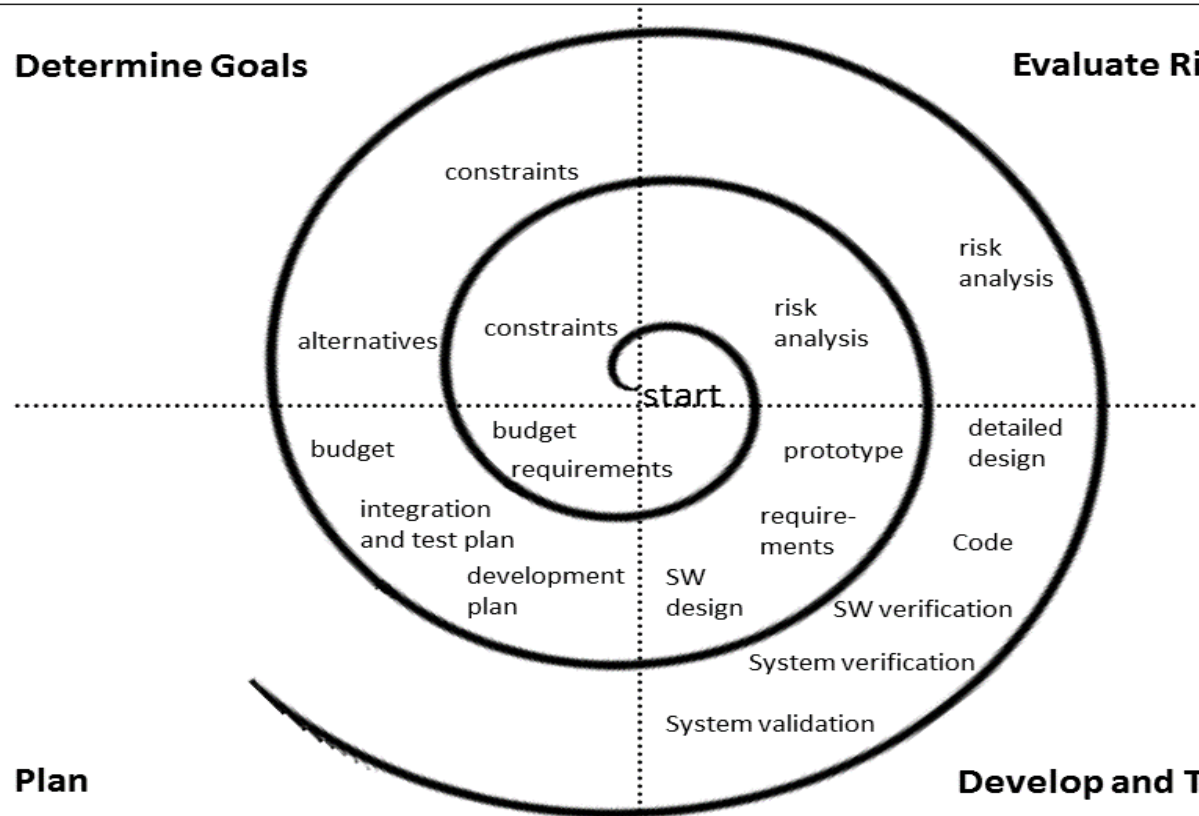 Determine Goals
Evaluate Ri
constraints
risk
analysis
constraints
risk
analysis
alternatives
start
budget
budget
requirements
prototype
detailed
design
integration
and test plan
require-
ments
Code
development
plan
SW
design
SW verification
System verification
System validation
Plan
Develop and T